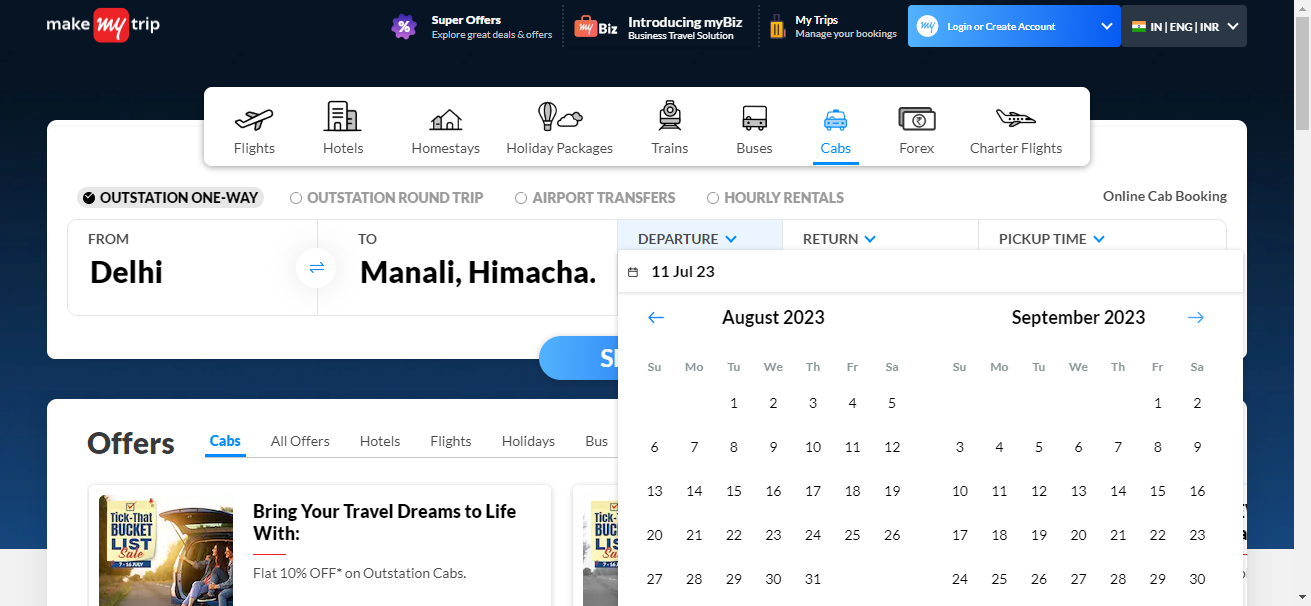 make my trip
%
Super Offers
Explore great deals & offers
my Biz
Introducing myBiz
Business Travel Solution
My Trips
Manage your bookings
my
Login or Create Account
IN | ENG | INR
Flights
Hotels
Homestays
Holiday Packages
Trains
Buses
Cabs
Forex
Charter Flights
OUTSTATION ONE-WAY
OUTSTATION ROUND TRIP
AIRPORT TRANSFERS
HOURLY RENTALS
Online Cab Booking
FROM
Delhi
TO
Manali, Himacha.
DEPARTURE
RETURN
PICKUP TIME
11 Jul 23
August 2023
Su Mo Tu We Th Fr Sa
1 2 3 4 5
6 7 8 9 10 11 12
13 14 15 16 17 18 19
20 21 22 23 24 25 26
27 28 29 30 31
September 2023
Su Mo Tu We Th Fr Sa
1 2
3 4 5 6 7 8 9
10 11 12 13 14 15 16
17 18 19 20 21 22 23
24 25 26 27 28 29 30
Offers
Cabs
All Offers
Hotels
Flights
Holidays
Bus
TICK-THAT
BUCKET
LIST
Sale
7 - 16 JULY
Bring Your Travel Dreams to Life
With:
Flat 10% OFF* on Outstation Cabs.